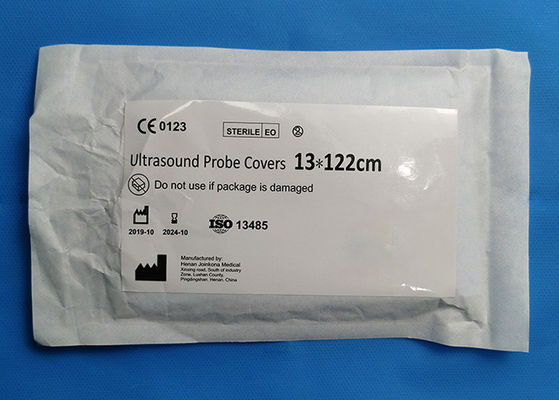 CE 0123
STERILE EO
Ultrasound Probe Covers 13*122cm
Do not use if package is damaged
2019-10 2024-10
ISO 13485
Manufactured by:
Henan Joinkona Medical
Xinxing road, South of industry
Zone, Lushan County,
Pingdingshan, Henan, China